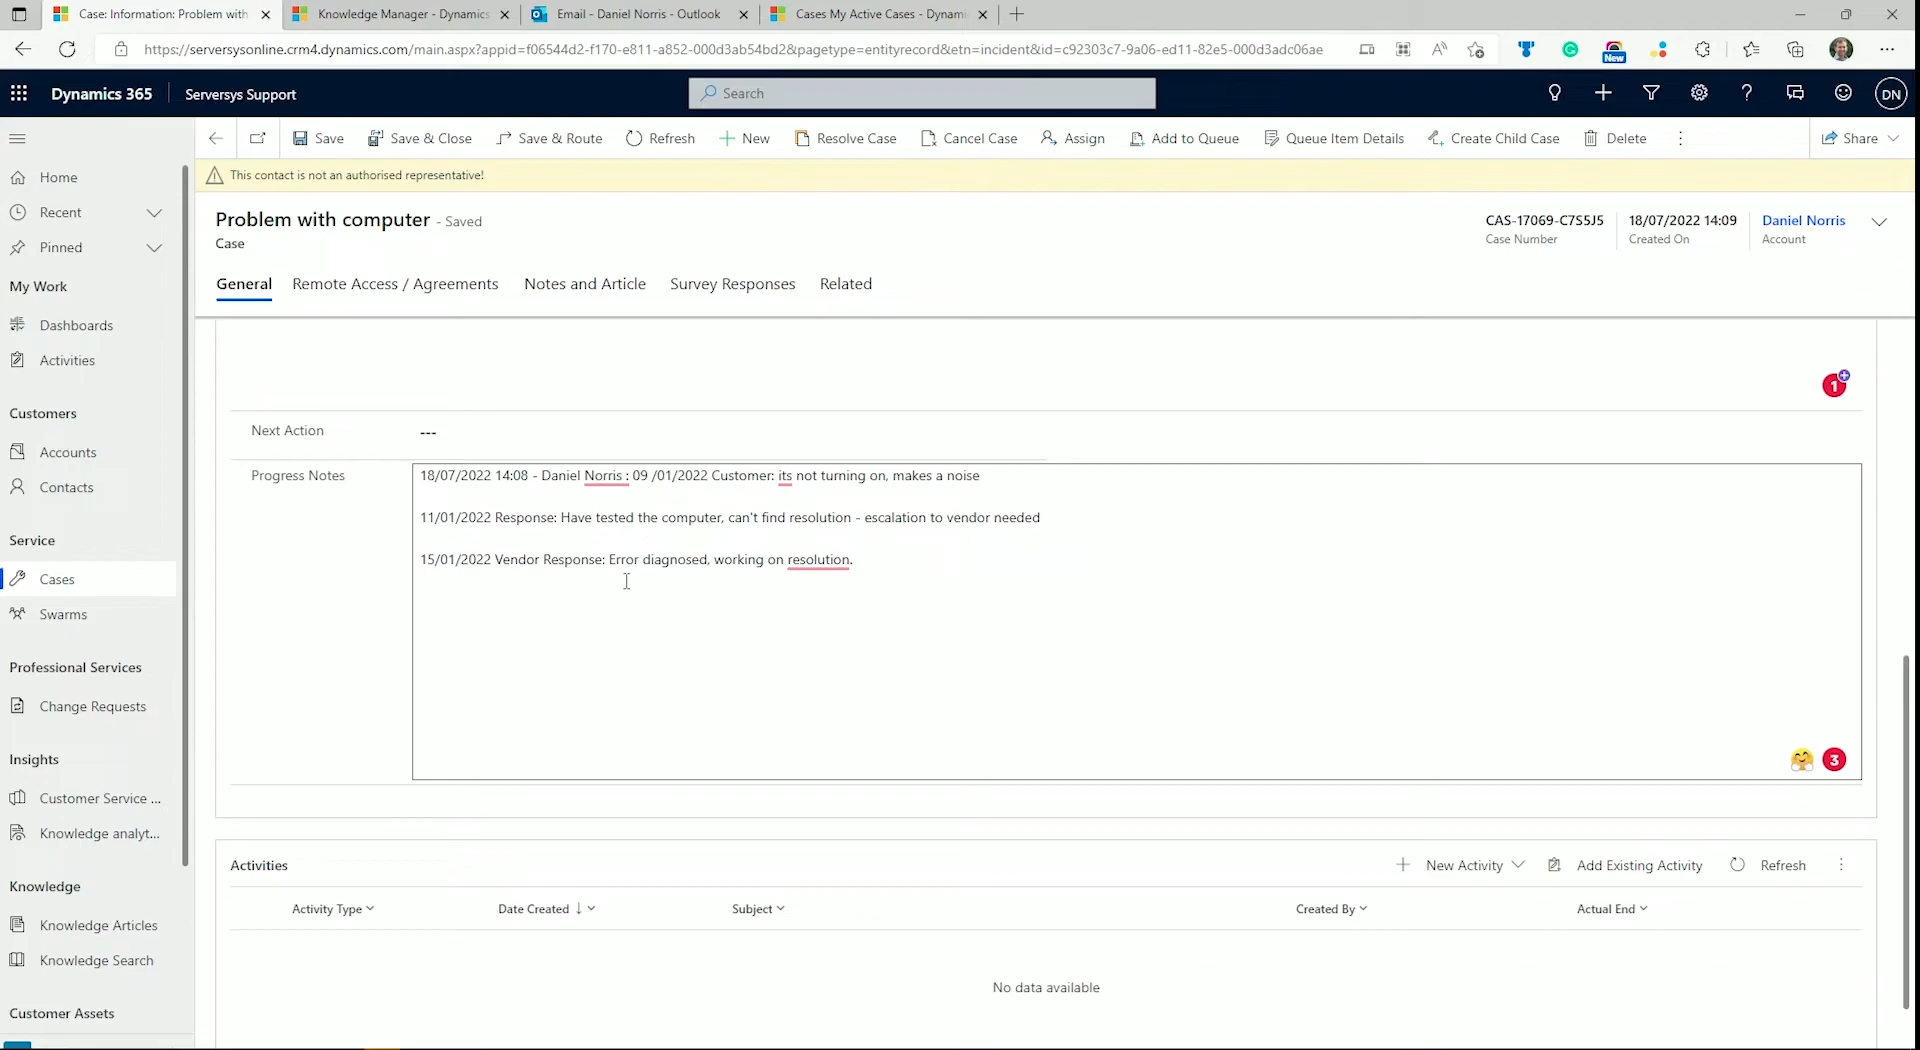 Case: Information: Problem with
Knowledge Manager - Dynamics
Email - Daniel Norris - Outlook
Cases My Active Cases - Dynami
https://serversysonline.crm4.dynamics.com/main.aspx?appid=f06544d2-f170-e811-a852-000d3ab54bd2&pagetype=entityrecord&etn=incident&id=c92303c7-9a06-ed11-82e5-000d3adc06ae
New
Dynamics 365
Serversys Support
Search
DN
Save
Save & Close
Save & Route
Refresh
New
Resolve Case
Cancel Case
Assign
Add to Queue
Queue Item Details
Create Child Case
Delete
Share
This contact is not an authorised representative!
Home
Recent
Pinned
My Work
Dashboards
Activities
Customers
Accounts
Contacts
Service
Cases
Swarms
Professional Services
Change Requests
Insights
Customer Service ...
Knowledge analyt...
Knowledge
Knowledge Articles
Knowledge Search
Customer Assets
Problem with computer - Saved
Case
CAS-17069-C7S5J5
Case Number
18/07/2022 14:09
Created On
Daniel Norris
Account
General
Remote Access / Agreements
Notes and Article
Survey Responses
Related
1
Next Action
---
Progress Notes
18/07/2022 14:08 - Daniel Norris : 09 /01/2022 Customer: its not turning on, makes a noise
11/01/2022 Response: Have tested the computer, can't find resolution - escalation to vendor needed
15/01/2022 Vendor Response: Error diagnosed, working on resolution.
3
Activities
New Activity
Add Existing Activity
Refresh
Activity Type
Date Created
Subject
Created By
Actual End
No data available